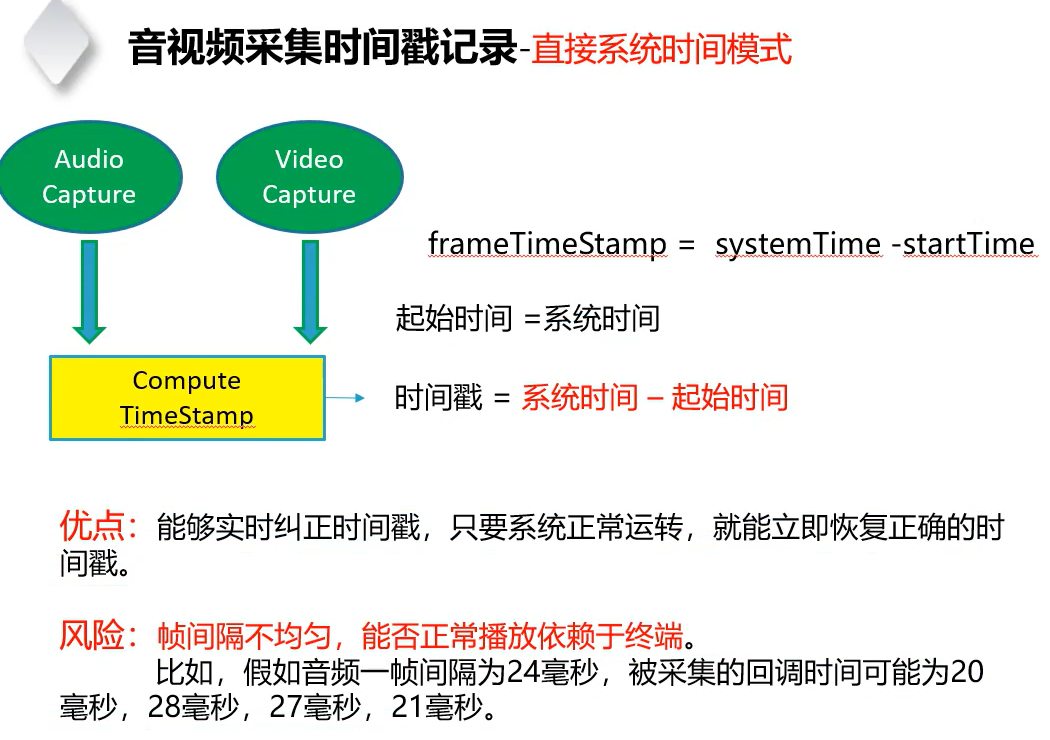 音视频采集时间戳记录-直接系统时间模式
Audio
Capture
Video
Capture
frameTimeStamp = systemTime -startTime
起始时间 =系统时间
Compute
TimeStamp
时间戳 = 系统时间 – 起始时间
优点：能够实时纠正时间戳，只要系统正常运转，就能立即恢复正确的时
间戳。
风险：帧间隔不均匀，能否正常播放依赖于终端。
比如，假如音频一帧间隔为24毫秒，被采集的回调时间可能为20
毫秒，28毫秒，27毫秒，21毫秒。